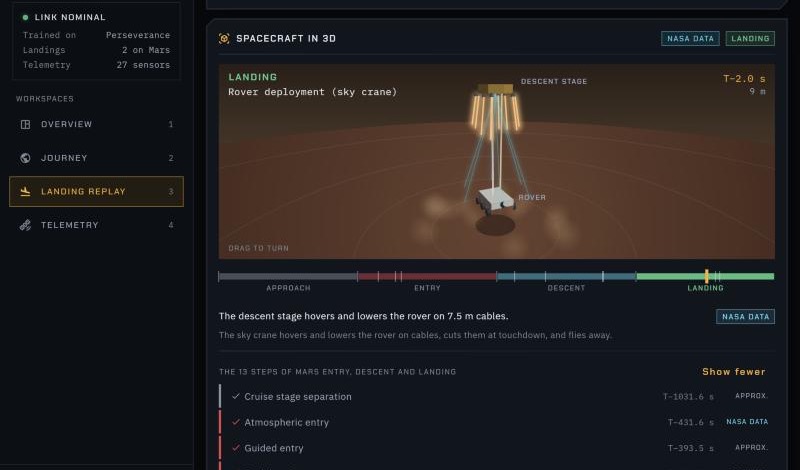 LINK NOMINAL
Trained on Perseverance
Landings 2 on Mars
Telemetry 27 sensors
WORKSPACES
OVERVIEW 1
JOURNEY 2
LANDING REPLAY 3
TELEMETRY 4
SPACECRAFT IN 3D NASA DATA LANDING
LANDING T−2.0 s
Rover deployment (sky crane) 9 m
DESCENT STAGE
ROVER
DRAG TO TURN
APPROACH ENTRY DESCENT LANDING
The descent stage hovers and lowers the rover on 7.5 m cables. NASA DATA
The sky crane hovers and lowers the rover on cables, cuts them at touchdown, and flies away.
THE 13 STEPS OF MARS ENTRY, DESCENT AND LANDING Show fewer
Cruise stage separation T−1031.6 s APPROX.
Atmospheric entry T−431.6 s NASA DATA
Guided entry T−393.5 s APPROX.